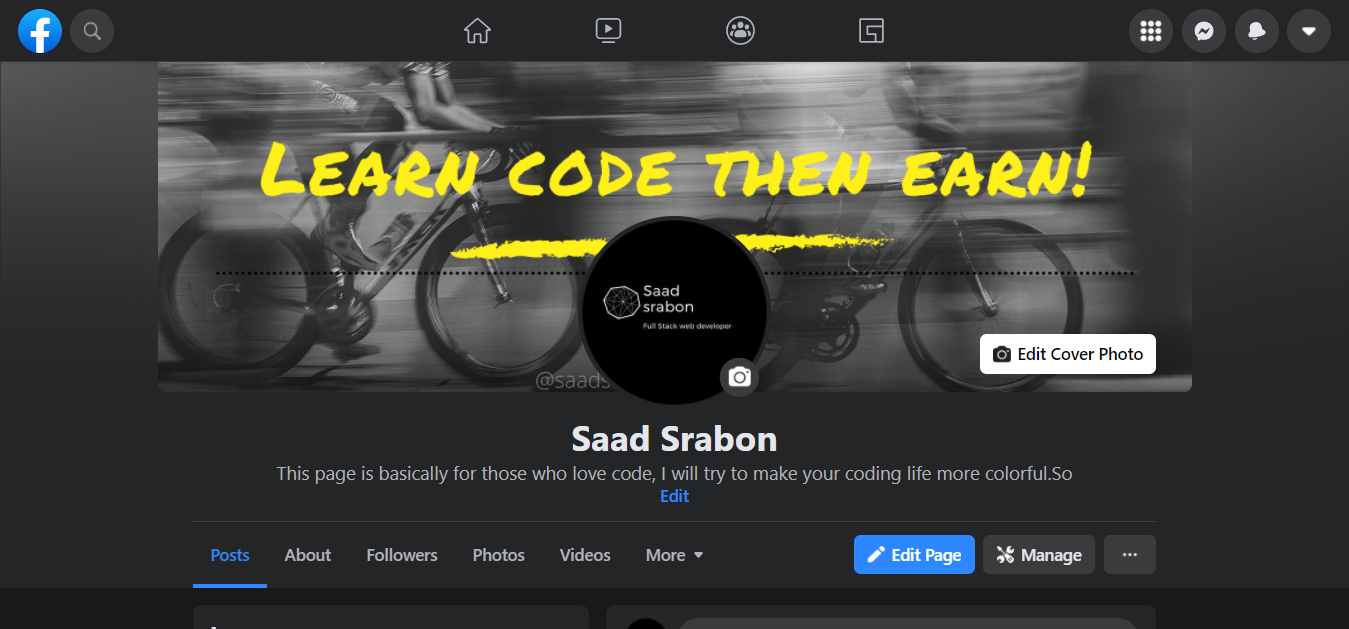 LEARN CODE THEN EARN!
Saad
srabon
Full Stack web developer
Edit Cover Photo
@saads
Saad Srabon
This page is basically for those who love code, I will try to make your coding life more colorful.So
Edit
Posts About Followers Photos Videos More Edit Page Manage ...